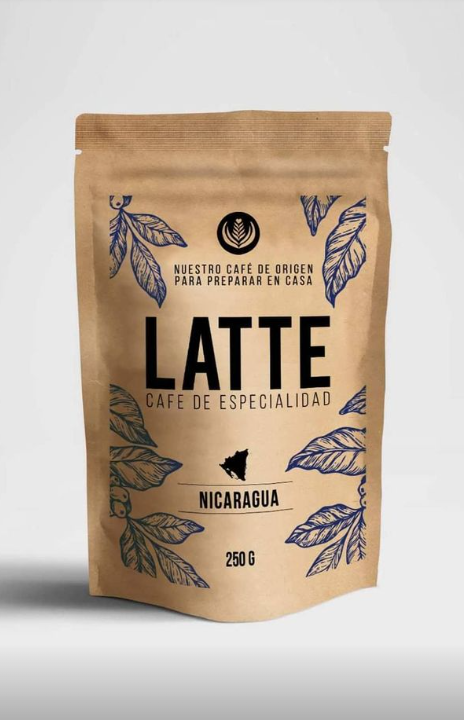 NUESTRO CAFÉ DE ORIGEN
PARA PREPARAR EN CASA
LATTE
CAFE DE ESPECIALIDAD
NICARAGUA
250 G